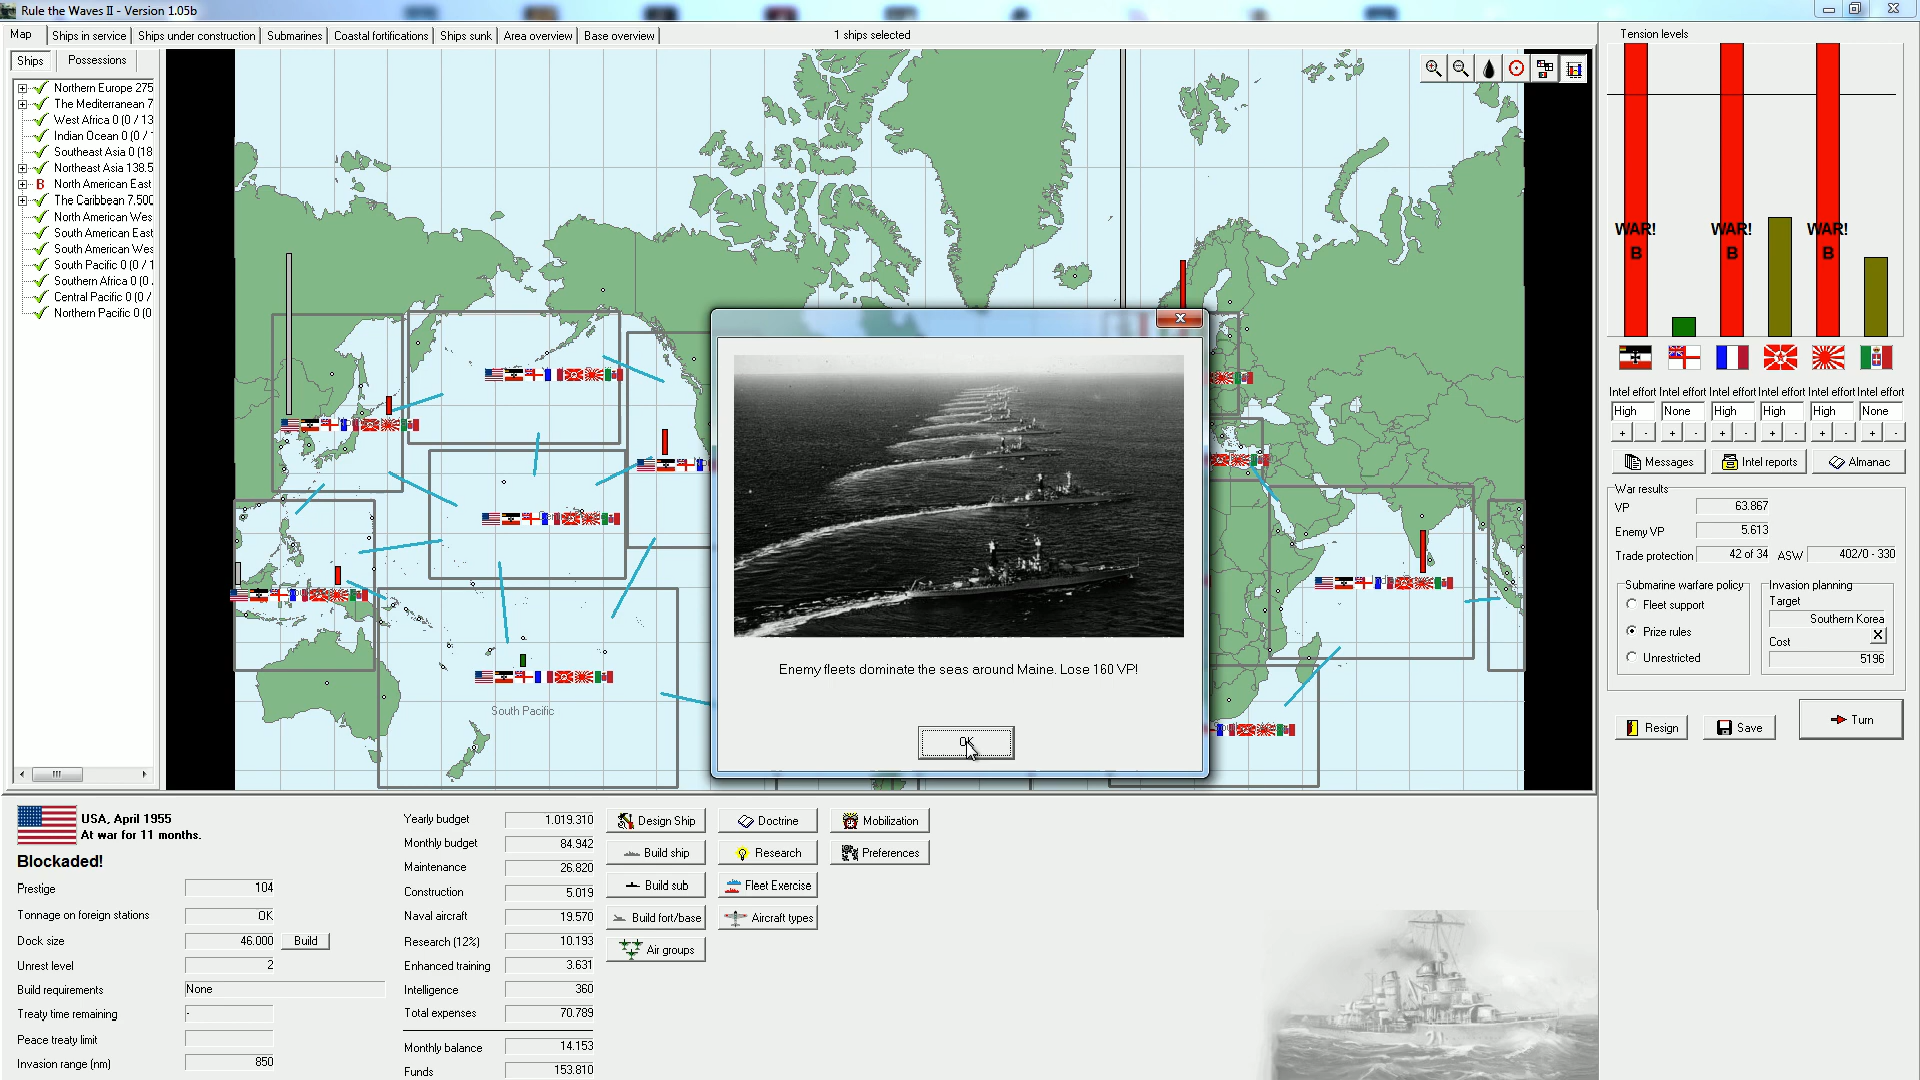 Rule the Waves II - Version 1.05b
Map
Ships in service
Ships under construction
Submarines
Coastal fortifications
Ships sunk
Area overview
Base overview
1 ships selected
Ships
Possessions
Northern Europe 275
The Mediterranean 7
West Africa 0 (0 / 13
Indian Ocean 0 (0 / 1
Southeast Asia 0 (18
Northeast Asia 138.5
B North American East
The Caribbean 7,500
North American Wes
South American East
South American Wes
South Pacific 0 (0 / 1
Southern Africa 0 (0 /
Central Pacific 0 (0 /
Northern Pacific 0 (0
South Pacific
Enemy fleets dominate the seas around Maine. Lose 160 VP!
OK
Tension levels
WAR! WAR! WAR!
B B B
Intel effort Intel effort Intel effort Intel effort Intel effort Intel effort
High None High High High None
+ - + - + - + - + - + -
Messages
Intel reports
Almanac
War results
VP 63.867
Enemy VP 5.613
Trade protection 42 of 34 ASW 402/0 - 330
Submarine warfare policy
Fleet support
Prize rules
Unrestricted
Invasion planning
Target
Southern Korea
Cost X
5196
Resign
Save
Turn
USA, April 1955
At war for 11 months.
Blockaded!
Prestige 104
Tonnage on foreign stations OK
Dock size 46.000 Build
Unrest level 2
Build requirements None
Treaty time remaining -
Peace treaty limit
Invasion range (nm) 850
Yearly budget 1.019.310
Monthly budget 84.942
Maintenance 26.820
Construction 5.019
Naval aircraft 19.570
Research (12%) 10.193
Enhanced training 3.631
Intelligence 360
Total expenses 70.789
Monthly balance 14.153
Funds 153.810
Design Ship
Doctrine
Mobilization
Build ship
Research
Preferences
Build sub
Fleet Exercise
Build fort/base
Aircraft types
Air groups